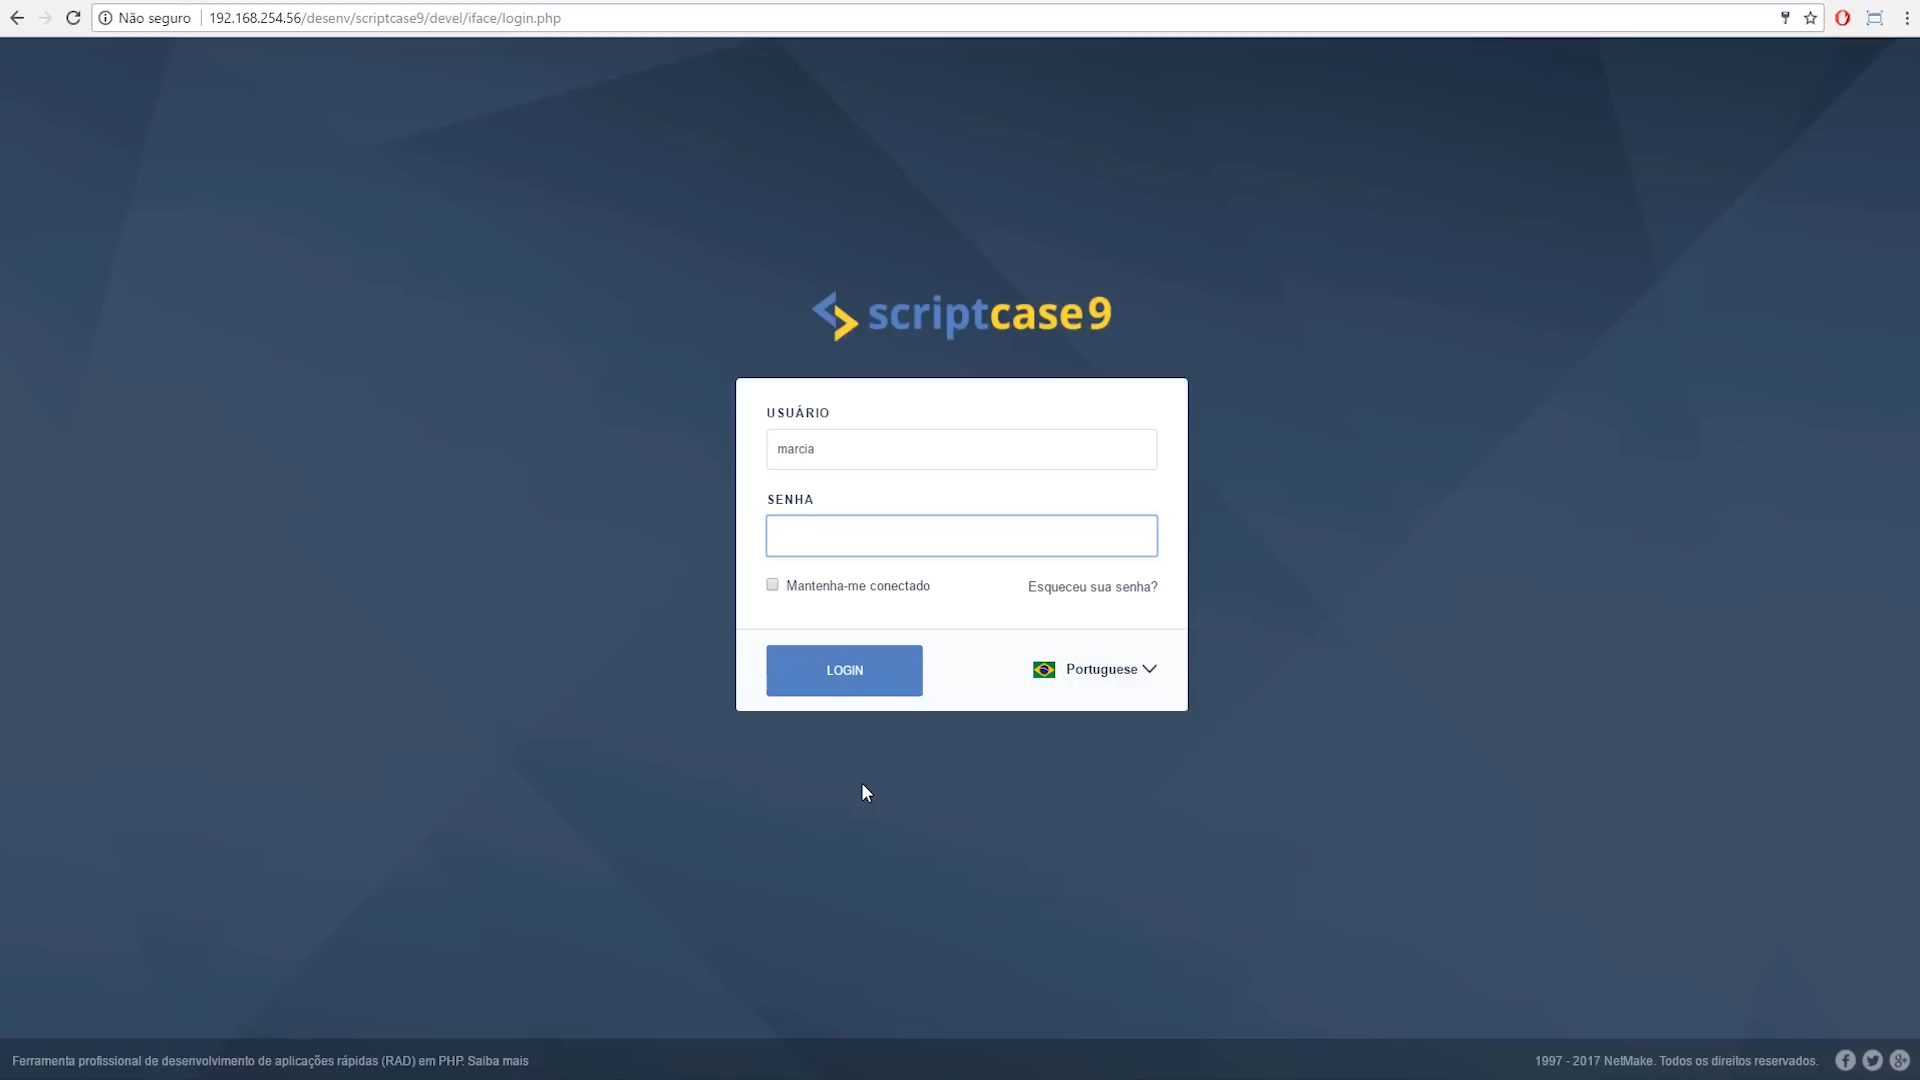 Não seguro 192.168.254.56/desenv/scriptcase9/devel/iface/login.php
scriptcase9
USUÁRIO
marcia
SENHA
Mantenha-me conectado Esqueceu sua senha?
LOGIN Portuguese
Ferramenta profissional de desenvolvimento de aplicações rápidas (RAD) em PHP. Saiba mais 1997 - 2017 NetMake. Todos os direitos reservados.